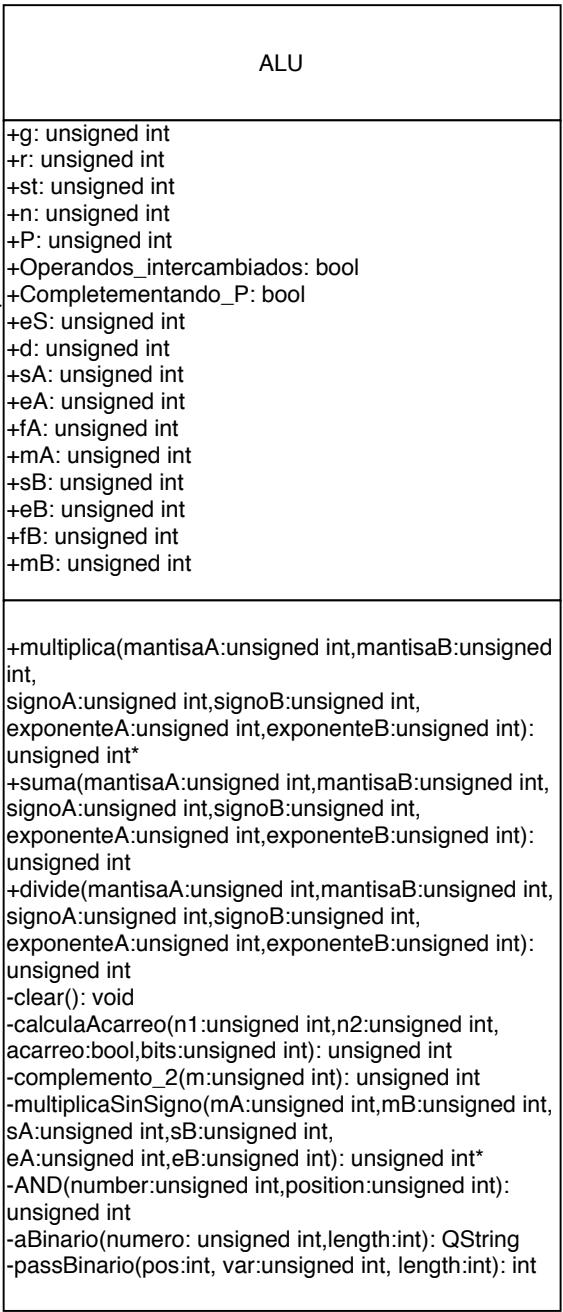 ALU
+g: unsigned int
+r: unsigned int
+st: unsigned int
+n: unsigned int
+P: unsigned int
+Operandos_intercambiados: bool
+Completementando_P: bool
+eS: unsigned int
+d: unsigned int
+sA: unsigned int
+eA: unsigned int
+fA: unsigned int
+mA: unsigned int
+sB: unsigned int
+eB: unsigned int
+fB: unsigned int
+mB: unsigned int
+multiplica(mantisaA:unsigned int,mantisaB:unsigned
int,
signoA:unsigned int,signoB:unsigned int,
exponenteA:unsigned int,exponenteB:unsigned int):
unsigned int*
+suma(mantisaA:unsigned int,mantisaB:unsigned int,
signoA:unsigned int,signoB:unsigned int,
exponenteA:unsigned int,exponenteB:unsigned int):
unsigned int
+divide(mantisaA:unsigned int,mantisaB:unsigned int,
signoA:unsigned int,signoB:unsigned int,
exponenteA:unsigned int,exponenteB:unsigned int):
unsigned int
-clear(): void
-calculaAcarreo(n1:unsigned int,n2:unsigned int,
acarreo:bool,bits:unsigned int): unsigned int
-complemento_2(m:unsigned int): unsigned int
-multiplicaSinSigno(mA:unsigned int,mB:unsigned int,
sA:unsigned int,sB:unsigned int,
eA:unsigned int,eB:unsigned int): unsigned int*
-AND(number:unsigned int,position:unsigned int):
unsigned int
-aBinario(numero: unsigned int,length:int): QString
-passBinario(pos:int, var:unsigned int, length:int): int